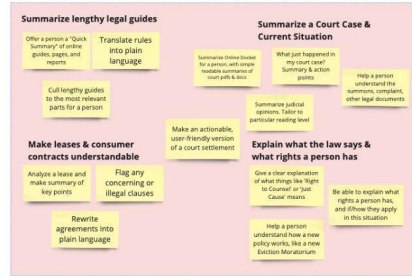 Summarize lengthy legal guides
Offer a person a "Quick
Summary" of online
guides, pages, and
reports
Translate rules
into plain
language
Cull lengthy guides
to the most relevant
parts for a person
Summarize a Court Case &
Current Situation
Summarize Online Docket
for a person, with simple
readable summaries of
court pdfs & docs
What just happened in
my court case?
Summary & action
points
Help a person
understand the
summons, complaint,
other legal documents
Summarize judicial
opinions. Tailor to
particular reading level
Make an actionable,
user-friendly version
of a court settlement
Make leases & consumer
contracts understandable
Analyze a lease and
make summary of
key points
Flag any
concerning or
illegal clauses
Rewrite
agreements into
plain language
Explain what the law says &
what rights a person has
Give a clear explanation
of what things like 'Right
to Counsel' or 'Just
Cause' means
Be able to explain what
rights a person has,
and if/how they apply
in this situation
Help a person
understand how a new
policy works, like a new
Eviction Moratorium